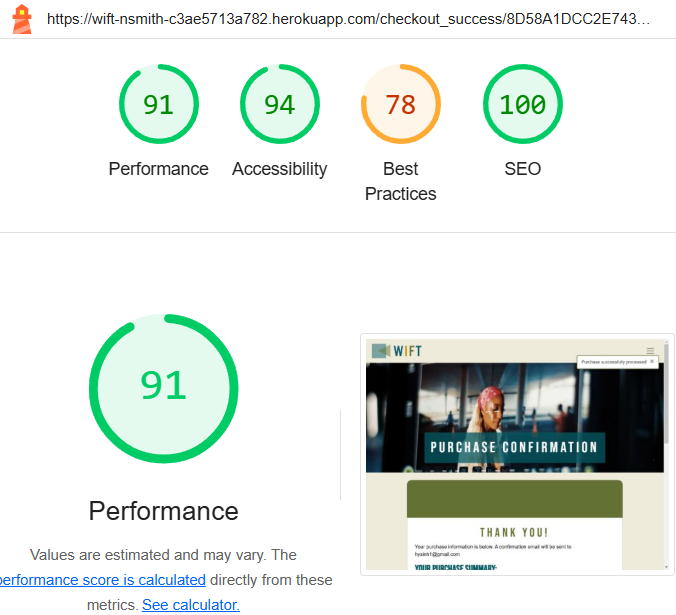 https://wift-nsmith-c3ae5713a782.herokuapp.com/checkout_success/8D58A1DCC2E743...
91
94
78
100
Performance
Accessibility
Best
Practices
SEO
91
Performance
Values are estimated and may vary. The
performance score is calculated directly from these
metrics. See calculator.
WIFT
Purchase successfully processed
PURCHASE CONFIRMATION
THANK YOU!
Your purchase information is below. A confirmation email will be sent to
@gmail.com
YOUR PURCHASE SUMMARY: